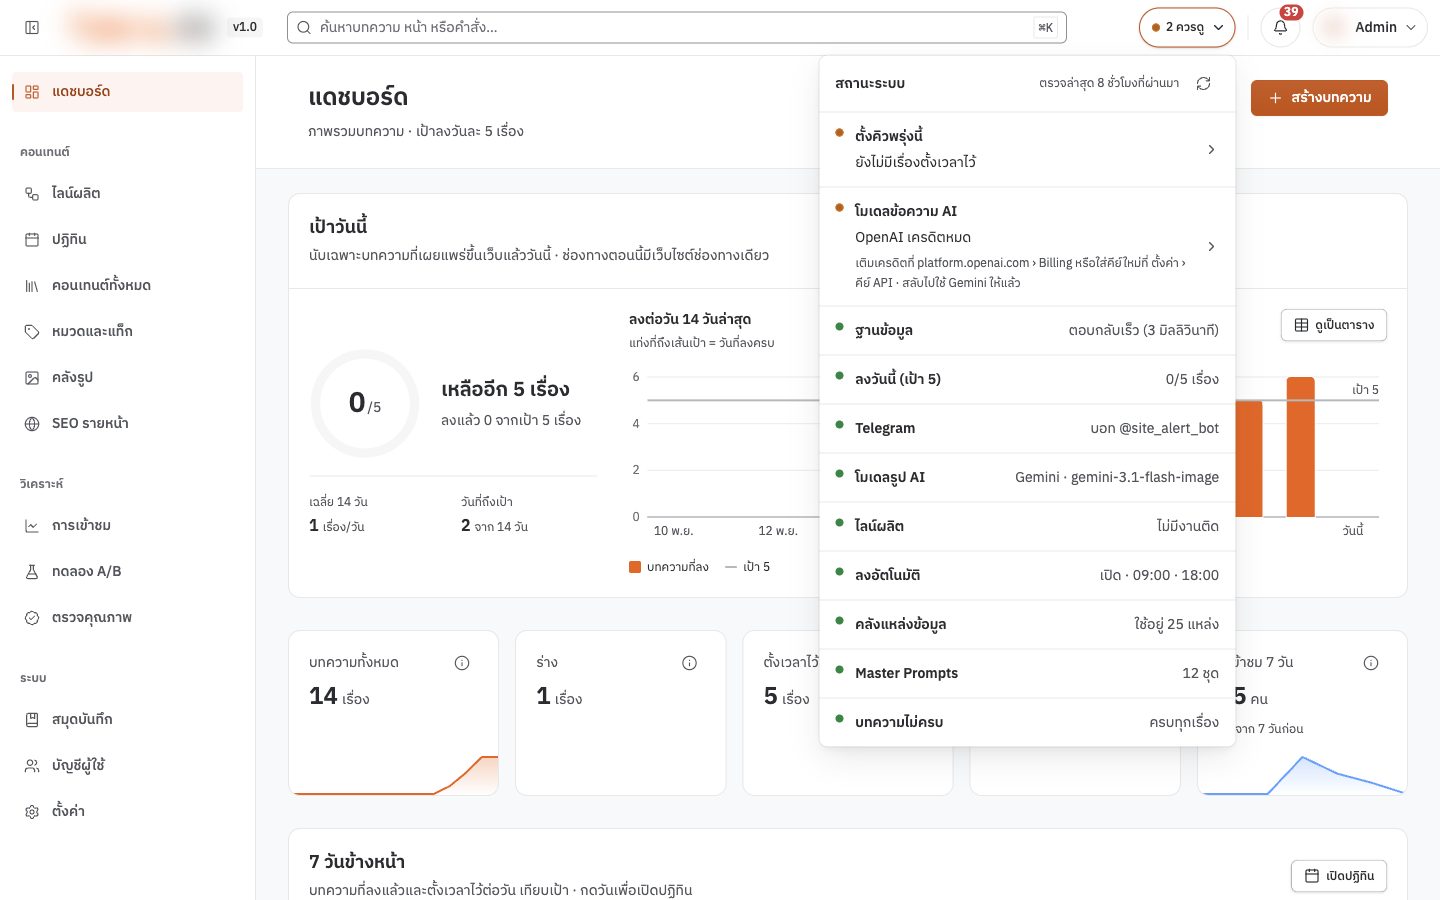 v1.0
ค้นหาบทความ หน้า หรือคำสั่ง...
⌘K
2 ควรดู
39
Admin
แดชบอร์ด
คอนเทนต์
ไลน์ผลิต
ปฏิทิน
คอนเทนต์ทั้งหมด
หมวดและแท็ก
คลังรูป
SEO รายหน้า
วิเคราะห์
การเข้าชม
ทดลอง A/B
ตรวจคุณภาพ
ระบบ
สมุดบันทึก
บัญชีผู้ใช้
ตั้งค่า
แดชบอร์ด
ภาพรวมบทความ · เป้าลงวันละ 5 เรื่อง
สร้างบทความ
เป้าวันนี้
นับเฉพาะบทความที่เผยแพร่ขึ้นเว็บแล้ววันนี้ · ช่องทางตอนนี้มีเว็บไซต์ช่องทางเดียว
0/5
เหลืออีก 5 เรื่อง
ลงแล้ว 0 จากเป้า 5 เรื่อง
เฉลี่ย 14 วัน
1 เรื่อง/วัน
วันที่ถึงเป้า
2 จาก 14 วัน
ลงต่อวัน 14 วันล่าสุด
แท่งที่ถึงเส้นเป้า = วันที่ลงครบ
ดูเป็นตาราง
6
4
2
0
เป้า 5
10 พ.ย.
12 พ.ย.
วันนี้
บทความที่ลง
เป้า 5
สถานะระบบ
ตรวจล่าสุด 8 ชั่วโมงที่ผ่านมา
ตั้งคิวพรุ่งนี้
ยังไม่มีเรื่องตั้งเวลาไว้
โมเดลข้อความ AI
OpenAI เครดิตหมด
เติมเครดิตที่ platform.openai.com › Billing หรือใส่คีย์ใหม่ที่ ตั้งค่า ›
คีย์ API · สลับไปใช้ Gemini ให้แล้ว
ฐานข้อมูล
ตอบกลับเร็ว (3 มิลลิวินาที)
ลงวันนี้ (เป้า 5)
0/5 เรื่อง
Telegram
บอท @site_alert_bot
โมเดลรูป AI
Gemini · gemini-3.1-flash-image
ไลน์ผลิต
ไม่มีงานติด
ลงอัตโนมัติ
เปิด · 09:00 · 18:00
คลังแหล่งข้อมูล
ใช้อยู่ 25 แหล่ง
Master Prompts
12 ชุด
บทความไม่ครบ
ครบทุกเรื่อง
บทความทั้งหมด
14 เรื่อง
ร่าง
1 เรื่อง
ตั้งเวลาไว้
5 เรื่อง
เข้าชม 7 วัน
5 คน
จาก 7 วันก่อน
7 วันข้างหน้า
บทความที่ลงแล้วและตั้งเวลาไว้ต่อวัน เทียบเป้า · กดวันเพื่อเปิดปฏิทิน
เปิดปฏิทิน